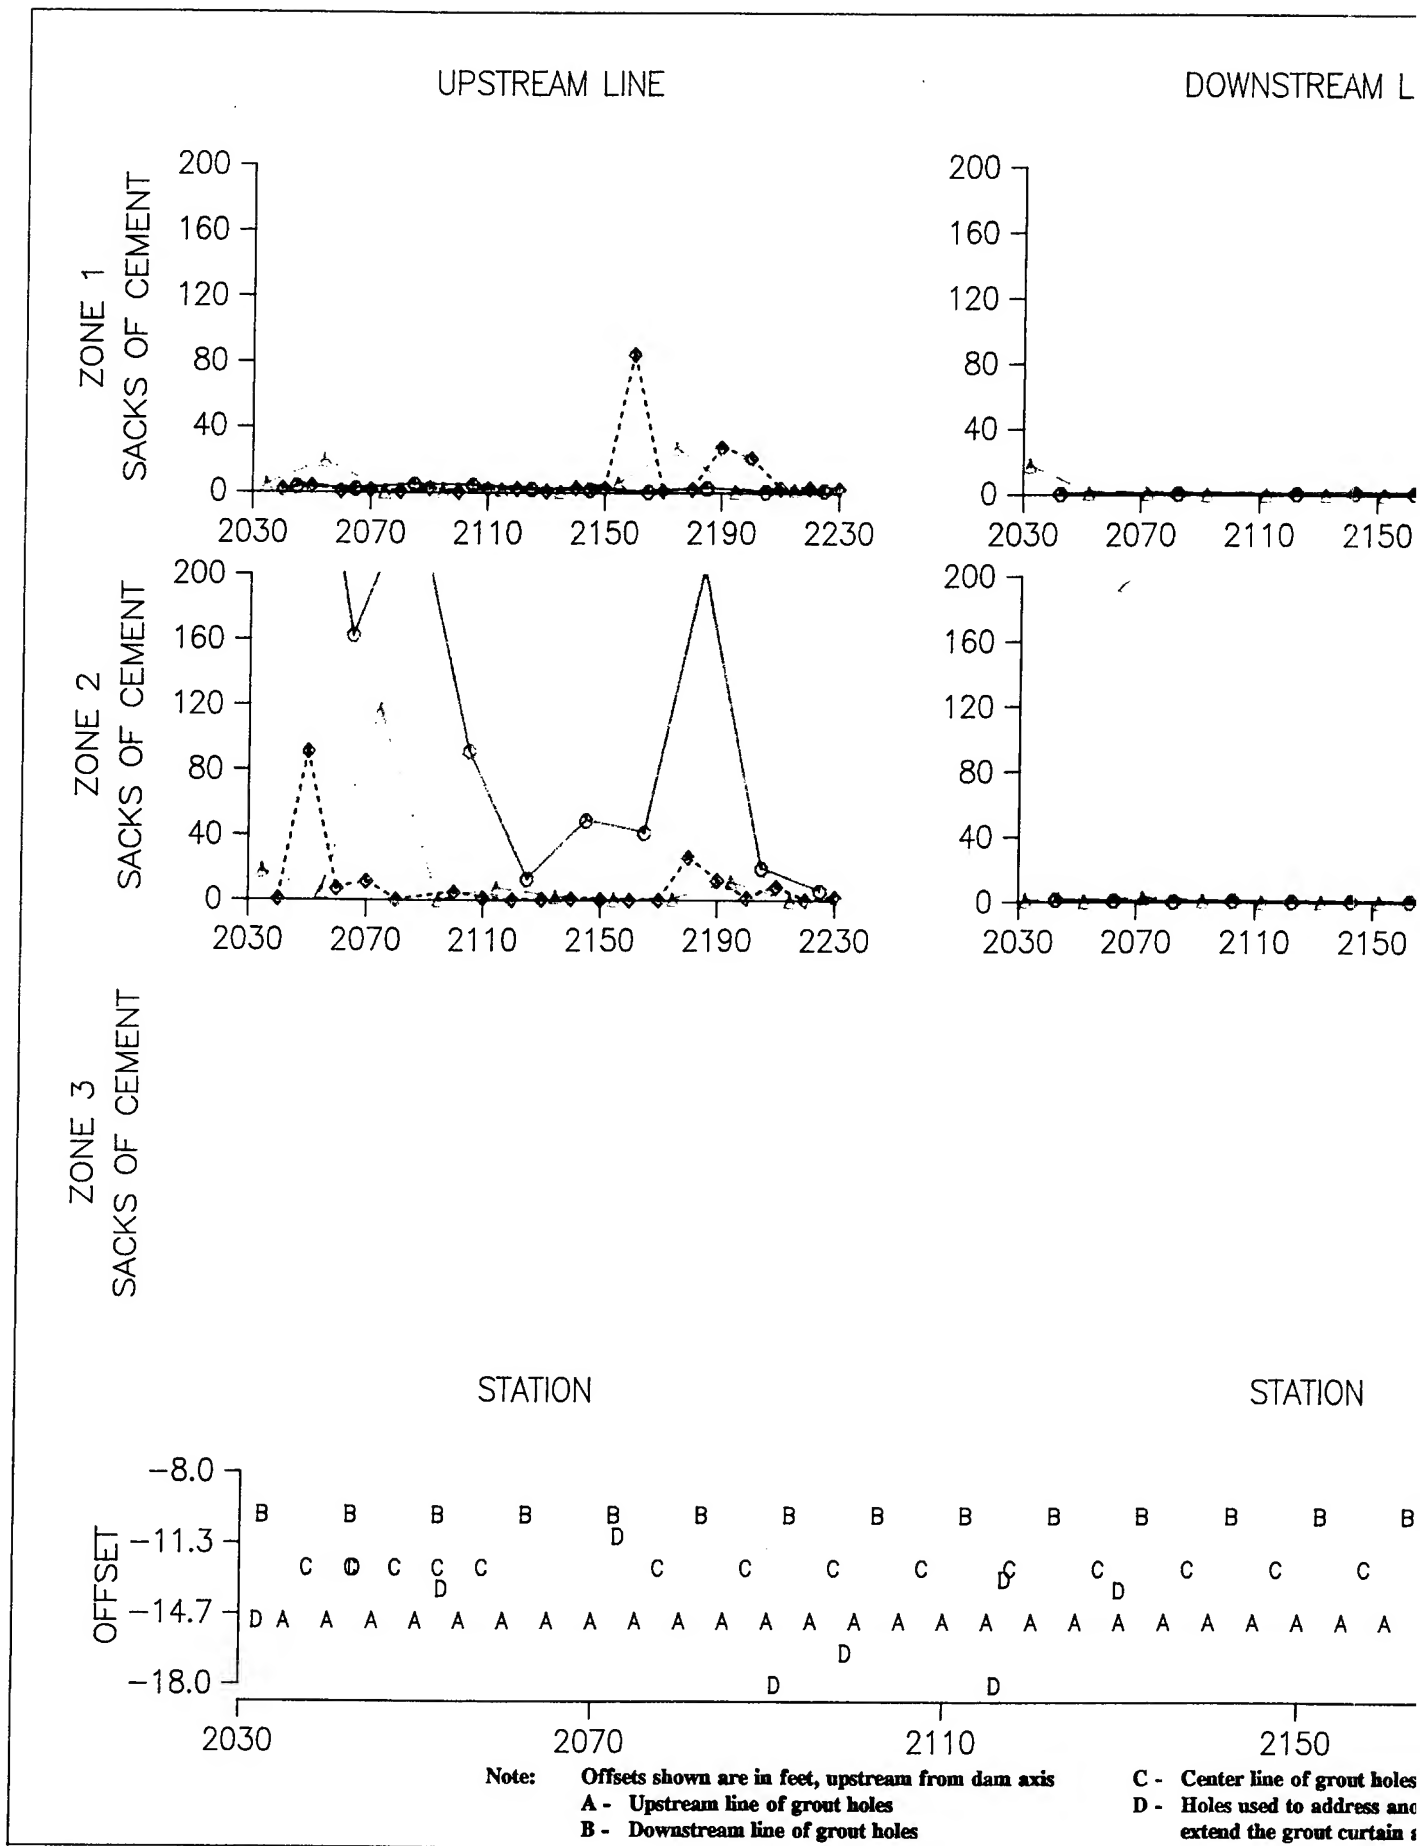 UPSTREAM LINE
DOWNSTREAM L
ZONE 1
SACKS OF CEMENT
200
160
120
80
40
0
2030 2070 2110 2150 2190 2230
200
160
120
80
40
0
2030 2070 2110 2150
ZONE 2
SACKS OF CEMENT
200
160
120
80
40
0
2030 2070 2110 2150 2190 2230
200
160
120
80
40
0
2030 2070 2110 2150
ZONE 3
SACKS OF CEMENT
STATION
STATION
OFFSET
-8.0
-11.3
-14.7
-18.0
B B B B B B B B B B B B B B
D
C C C C C C C C C C C C C
D D D
D A A A A A A A A A A A A A A A A A A A A A A A A A A
D
D D
2030 2070 2110 2150
Note: Offsets shown are in feet, upstream from dam axis
A - Upstream line of grout holes
B - Downstream line of grout holes
C - Center line of grout holes
D - Holes used to address and
extend the grout curtain